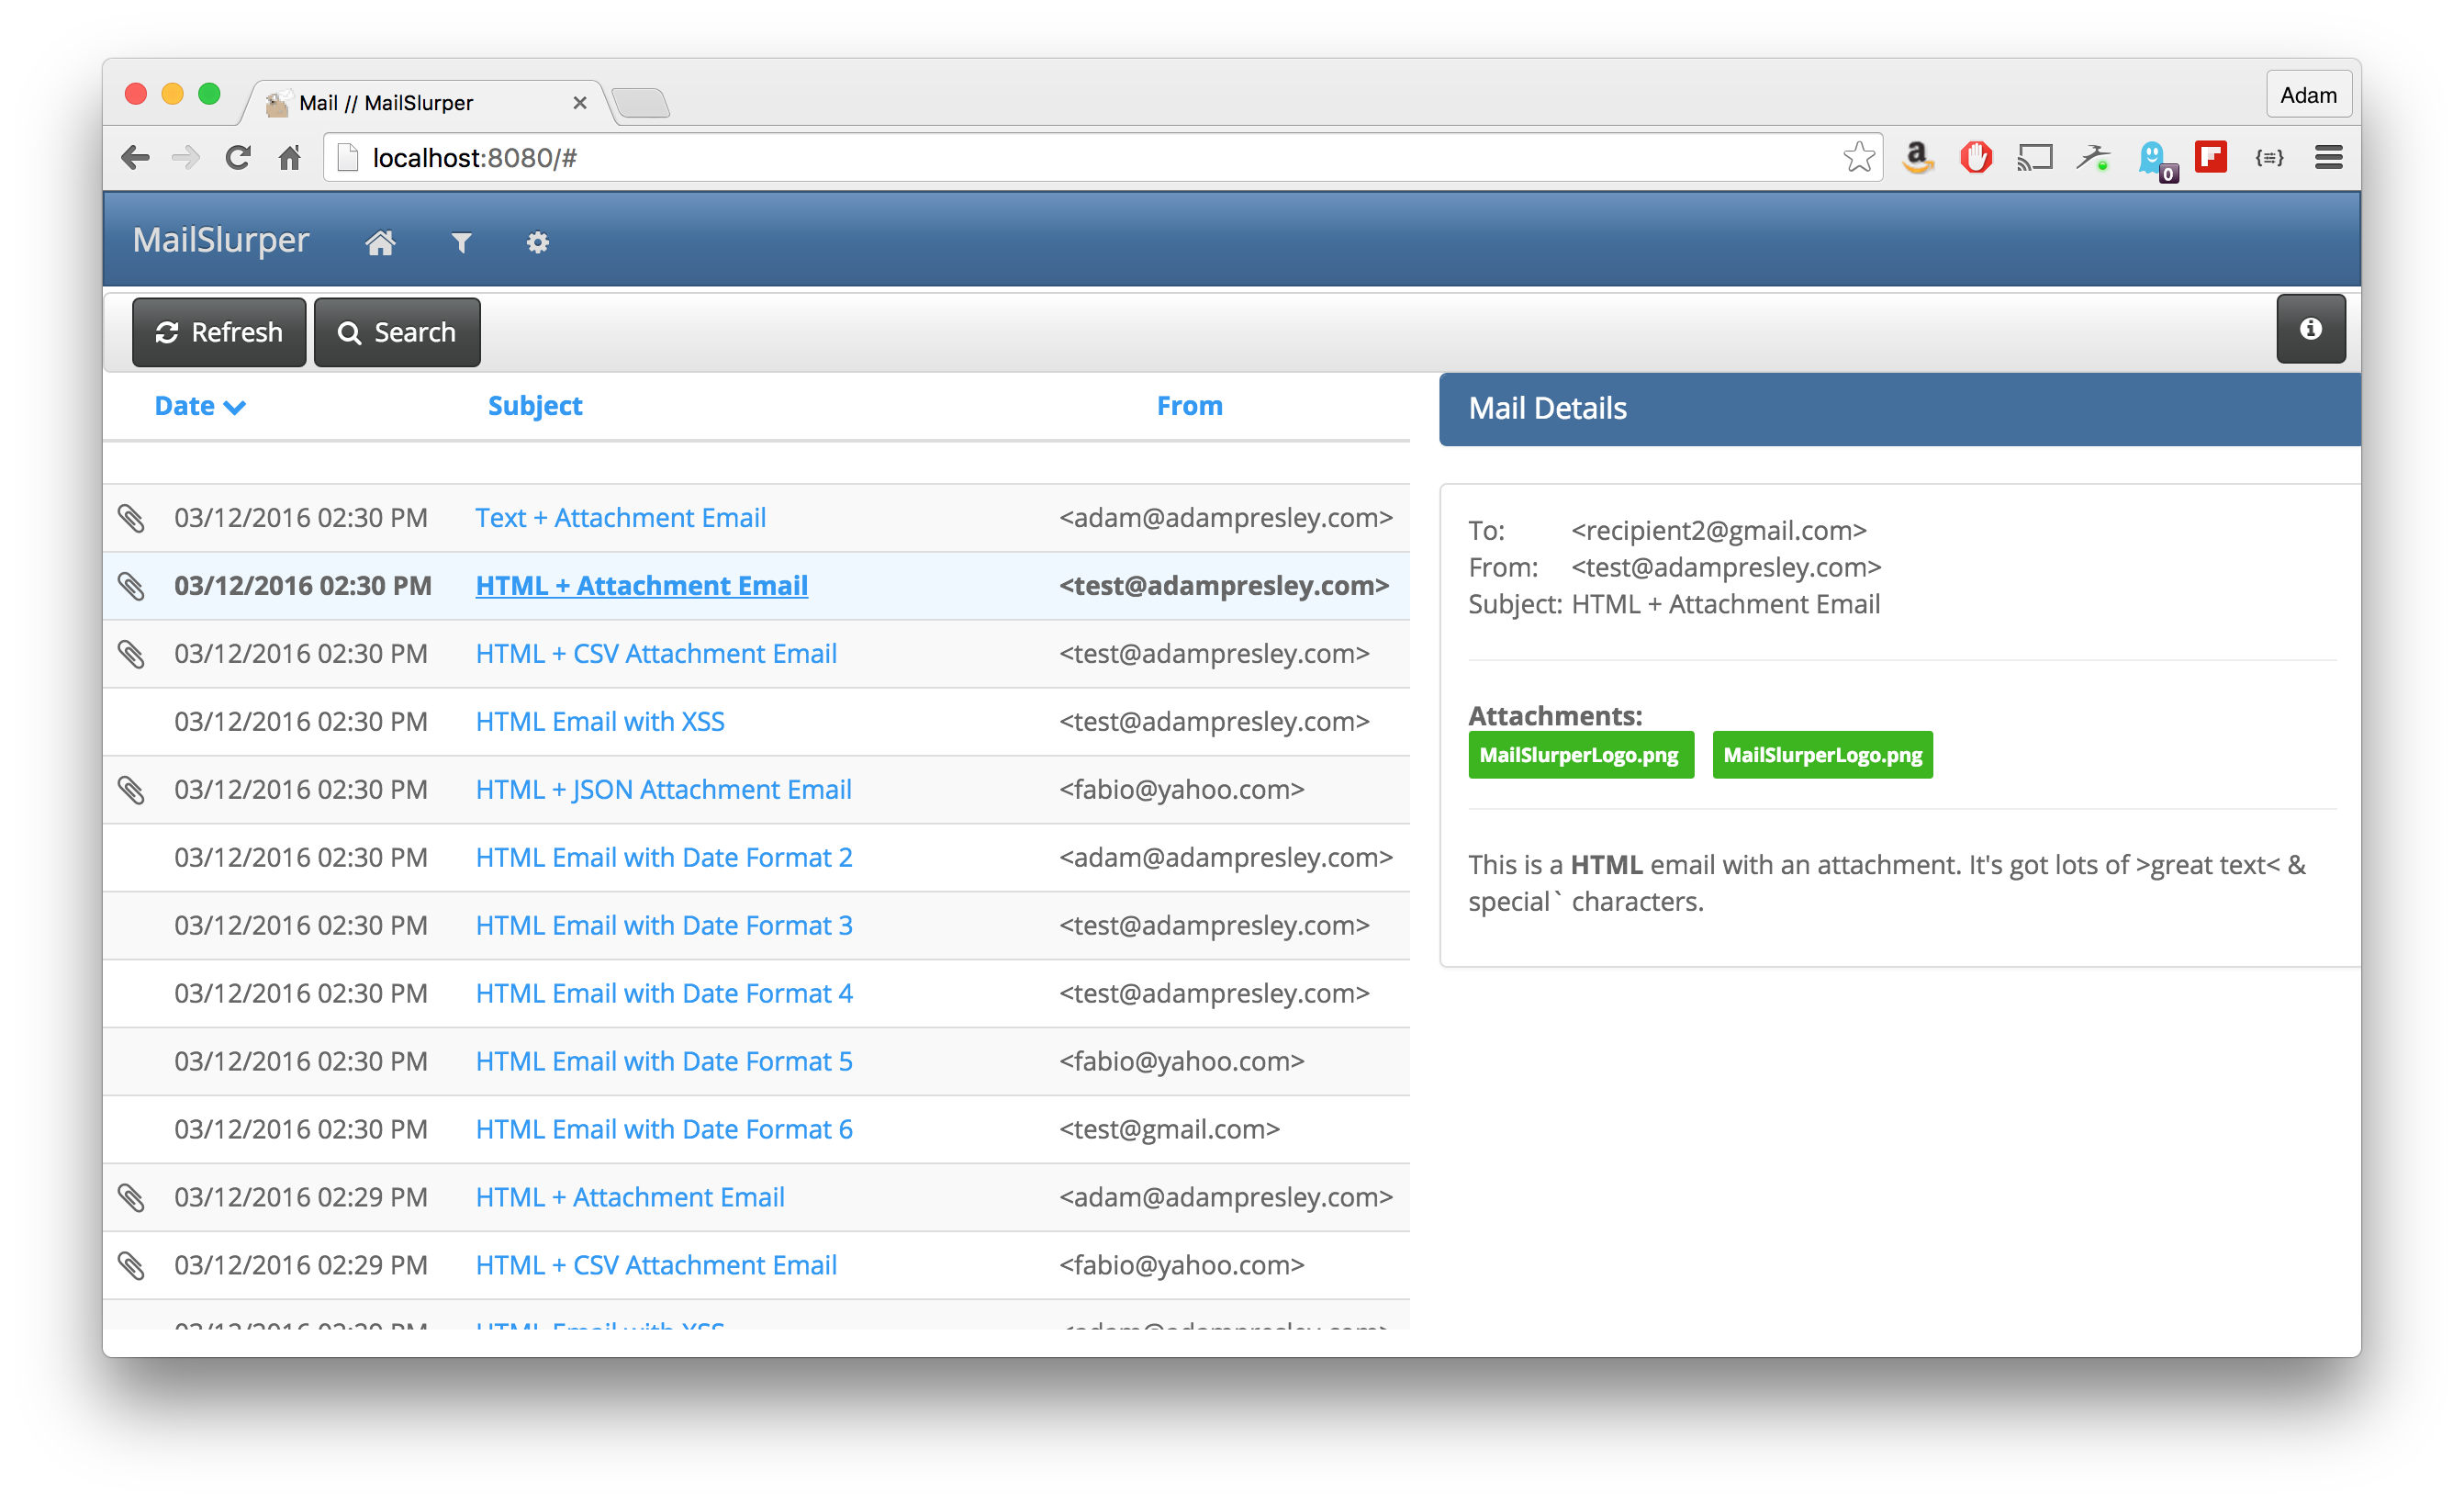 Mail // MailSlurper
Adam
localhost:8080/#
0
MailSlurper
Refresh
Search
Date
Subject
From
03/12/2016 02:30 PM Text + Attachment Email <adam@adampresley.com>
03/12/2016 02:30 PM HTML + Attachment Email <test@adampresley.com>
03/12/2016 02:30 PM HTML + CSV Attachment Email <test@adampresley.com>
03/12/2016 02:30 PM HTML Email with XSS <test@adampresley.com>
03/12/2016 02:30 PM HTML + JSON Attachment Email <fabio@yahoo.com>
03/12/2016 02:30 PM HTML Email with Date Format 2 <adam@adampresley.com>
03/12/2016 02:30 PM HTML Email with Date Format 3 <test@adampresley.com>
03/12/2016 02:30 PM HTML Email with Date Format 4 <test@adampresley.com>
03/12/2016 02:30 PM HTML Email with Date Format 5 <fabio@yahoo.com>
03/12/2016 02:30 PM HTML Email with Date Format 6 <test@gmail.com>
03/12/2016 02:29 PM HTML + Attachment Email <adam@adampresley.com>
03/12/2016 02:29 PM HTML + CSV Attachment Email <fabio@yahoo.com>
Mail Details
To: <recipient2@gmail.com>
From: <test@adampresley.com>
Subject: HTML + Attachment Email
Attachments:
MailSlurperLogo.png MailSlurperLogo.png
This is a HTML email with an attachment. It's got lots of >great text< &
special` characters.